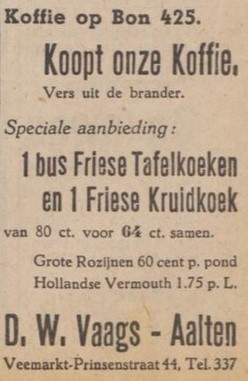 Koffie op Bon 425.
Koopt onze Koffie.
Vers uit de brander.
Speciale aanbieding:
1 bus Friese Tafelkoeken
en 1 Friese Kruidkoek
van 80 ct. voor 64 ct. samen.
Grote Rozijnen 60 cent p. pond
Hollandse Vermouth 1.75 p. L.
D. W. Vaags - Aalten
Veemarkt-Prinsenstraat 44, Tel. 337